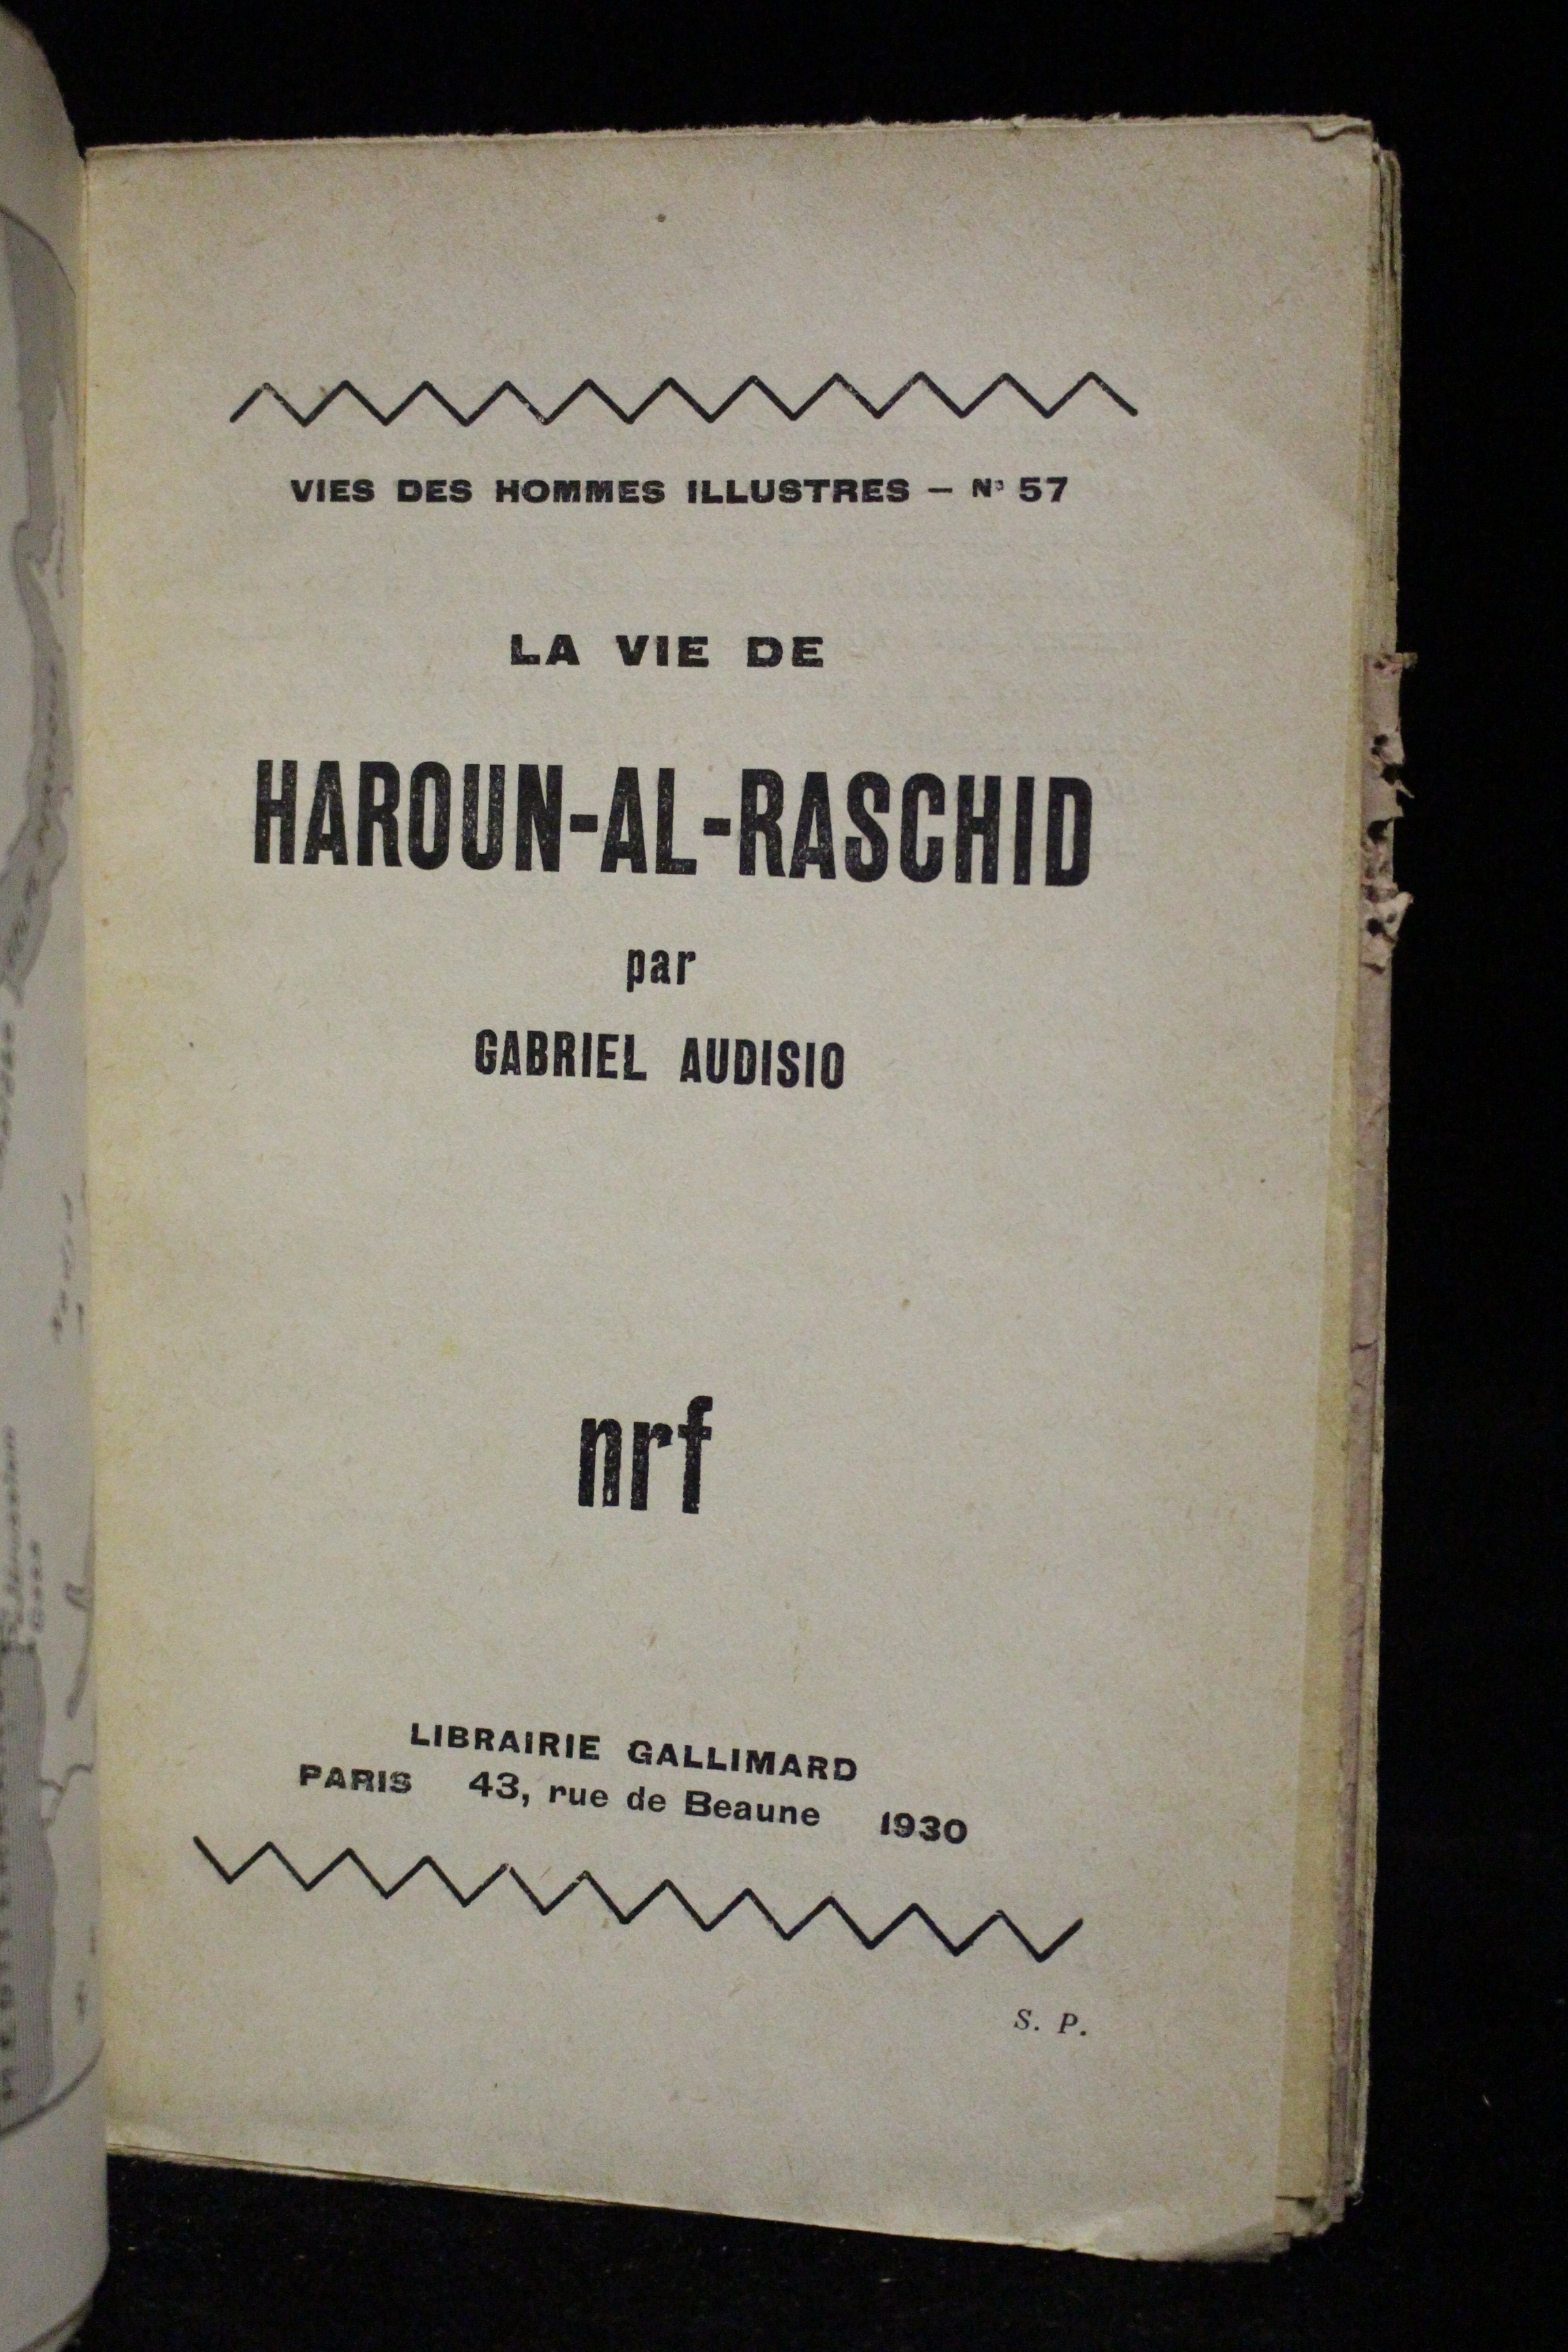 VIES DES HOMMES ILLUSTRES – N° 57
LA VIE DE
HAROUN-AL-RASCHID
par
GABRIEL AUDISIO
nrf
LIBRAIRIE GALLIMARD
PARIS 43, rue de Beaune 1930
S. P.